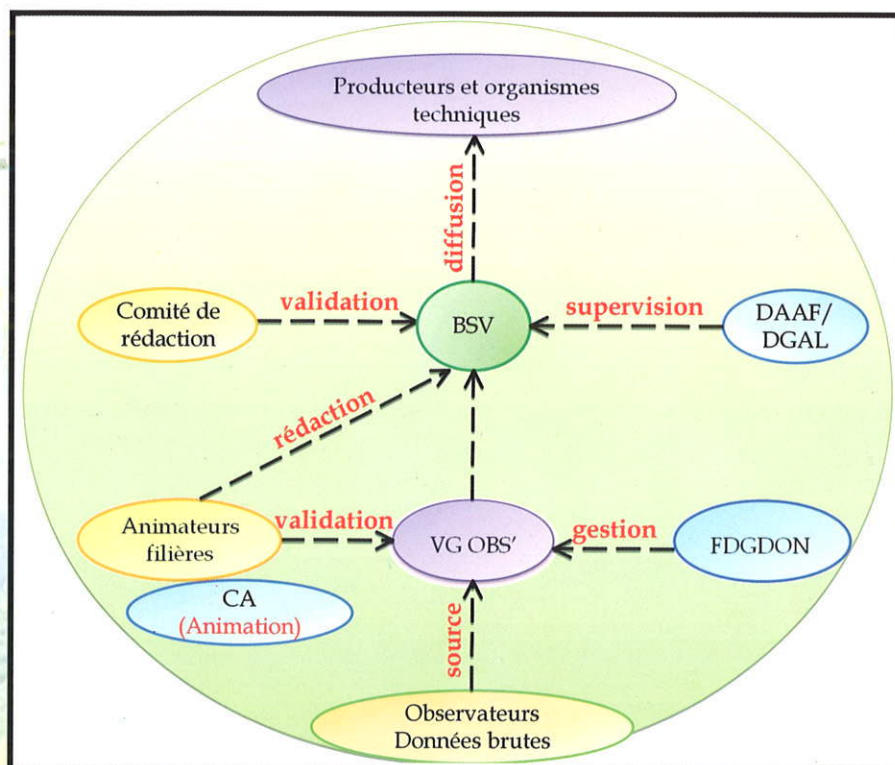 Producteurs et organismes
techniques
diffusion
Comité de
rédaction
validation
BSV
supervision
DAAF/
DGAL
rédaction
Animateurs
filières
validation
VG OBS'
gestion
FDGDON
CA
(Animation)
source
Observateurs
Données brutes